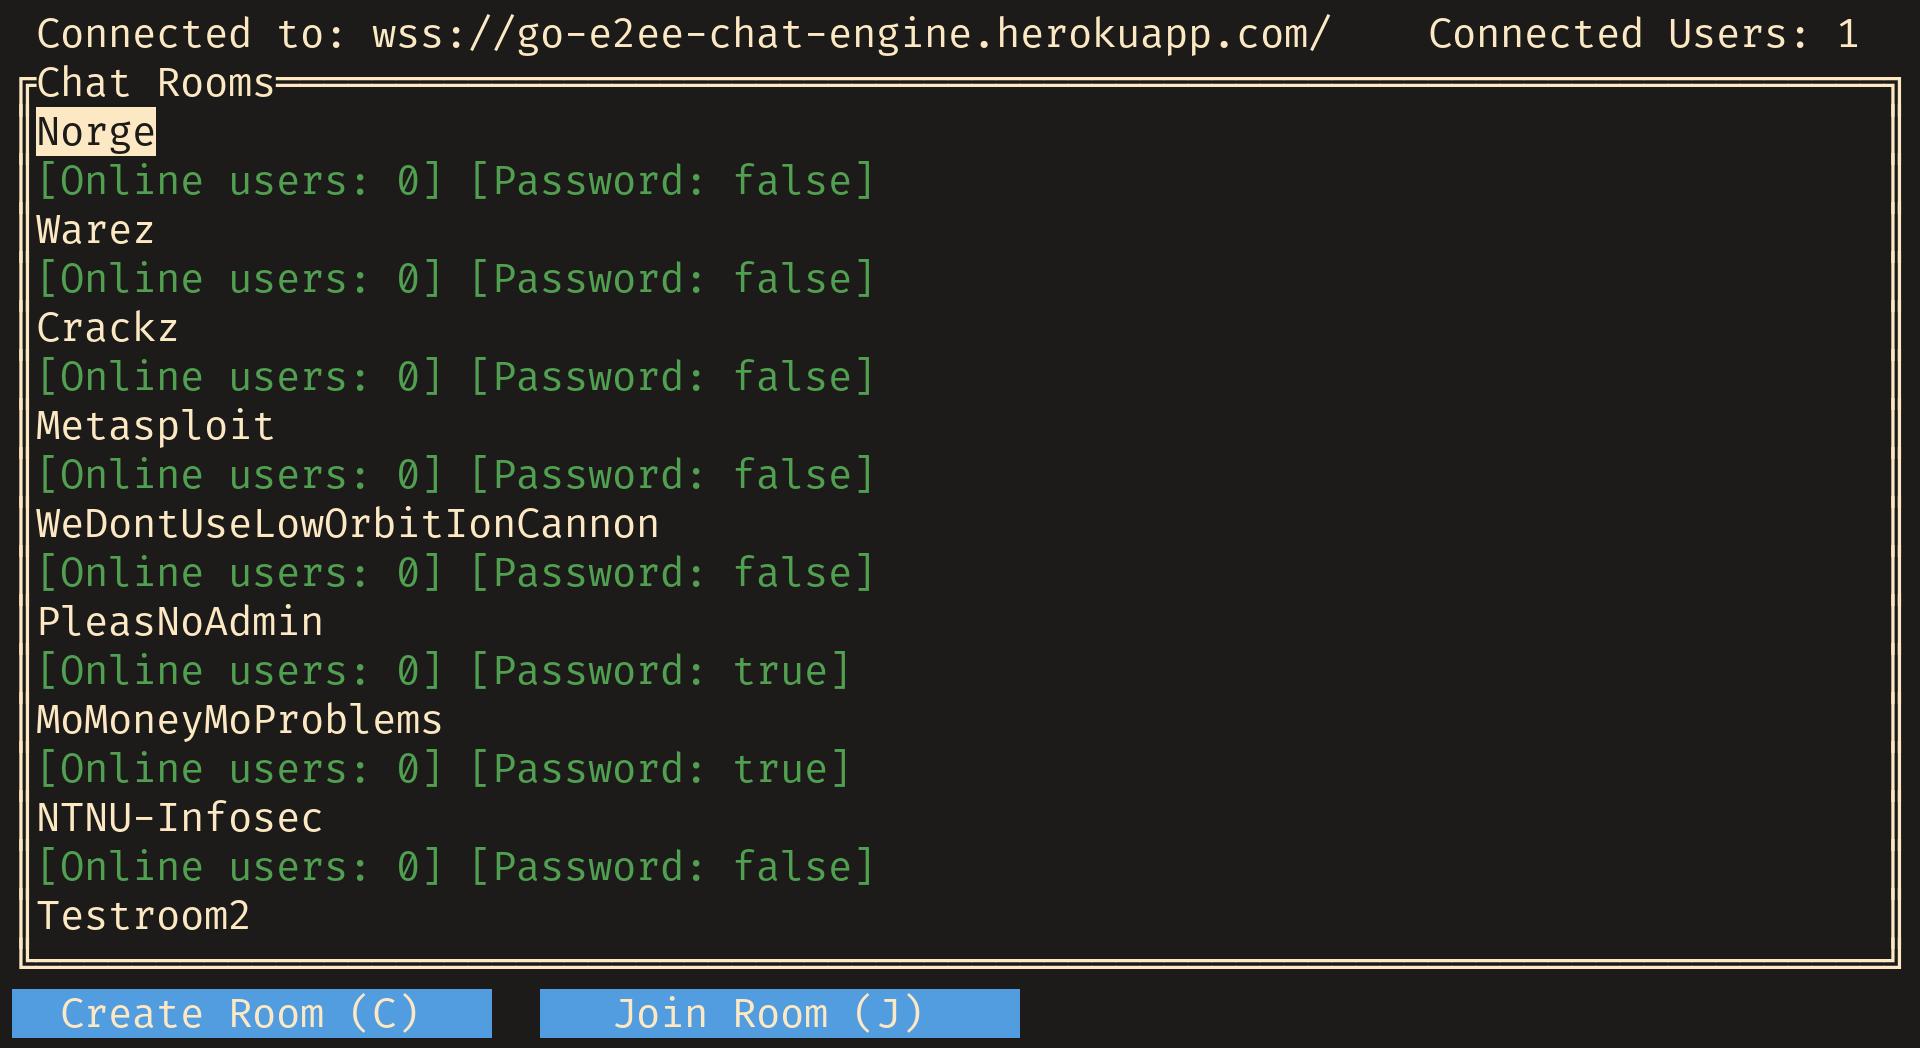 Connected to: wss://go-e2ee-chat-engine.herokuapp.com/    Connected Users: 1
Chat Rooms
Norge
[Online users: 0] [Password: false]
Warez
[Online users: 0] [Password: false]
Crackz
[Online users: 0] [Password: false]
Metasploit
[Online users: 0] [Password: false]
WeDontUseLowOrbitIonCannon
[Online users: 0] [Password: false]
PleasNoAdmin
[Online users: 0] [Password: true]
MoMoneyMoProblems
[Online users: 0] [Password: true]
NTNU-Infosec
[Online users: 0] [Password: false]
Testroom2
Create Room (C)    Join Room (J)